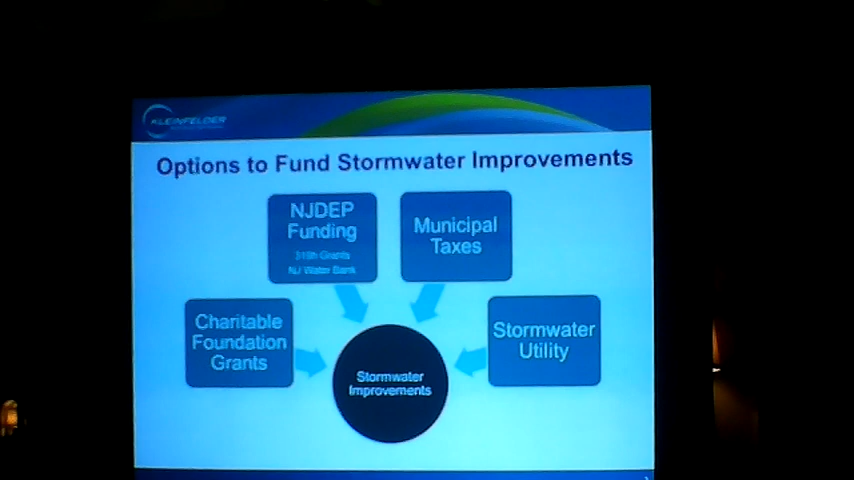 KLEINFELDER
Options to Fund Stormwater Improvements
NJDEP
Funding
319h Grants
NJ Water Bank
Municipal
Taxes
Charitable
Foundation
Grants
Stormwater
Utility
Stormwater
Improvements